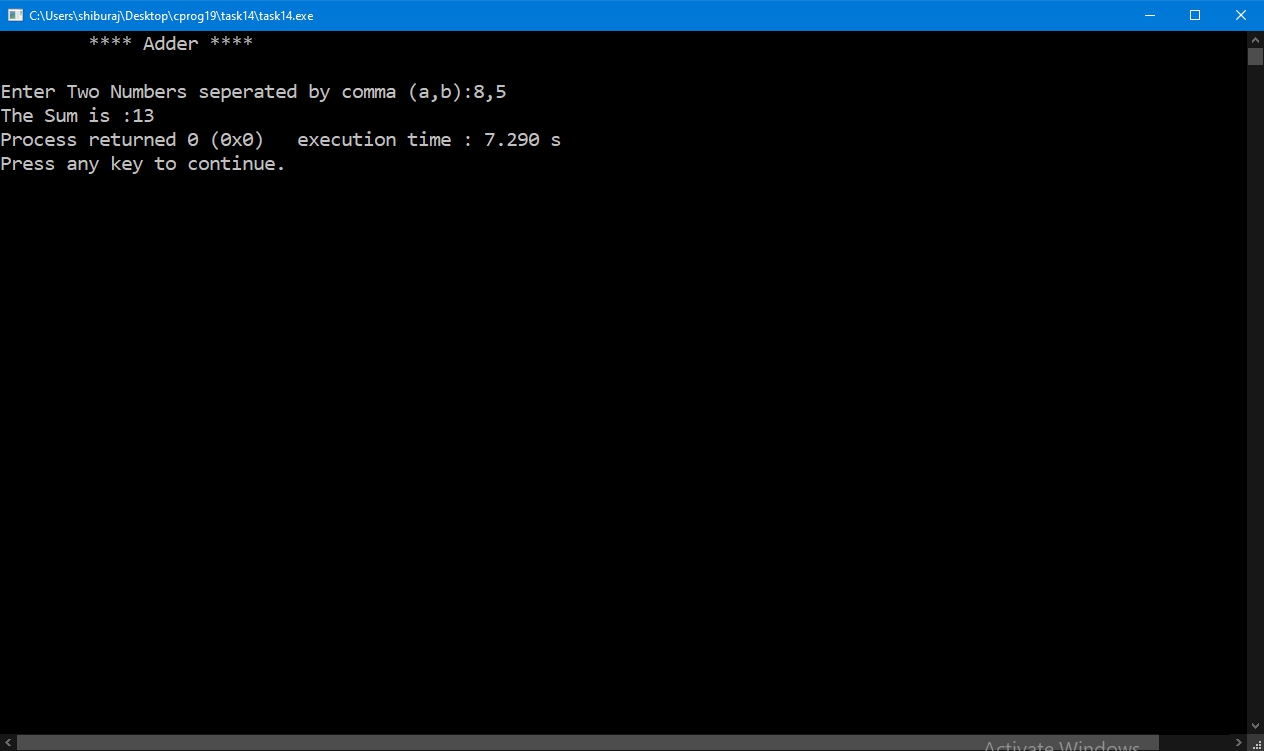 C:\Users\shiburaj\Desktop\cprog19\task14\task14.exe
**** Adder ****
Enter Two Numbers seperated by comma (a,b):8,5
The Sum is :13
Process returned 0 (0x0)   execution time : 7.290 s
Press any key to continue.
Activate Windows